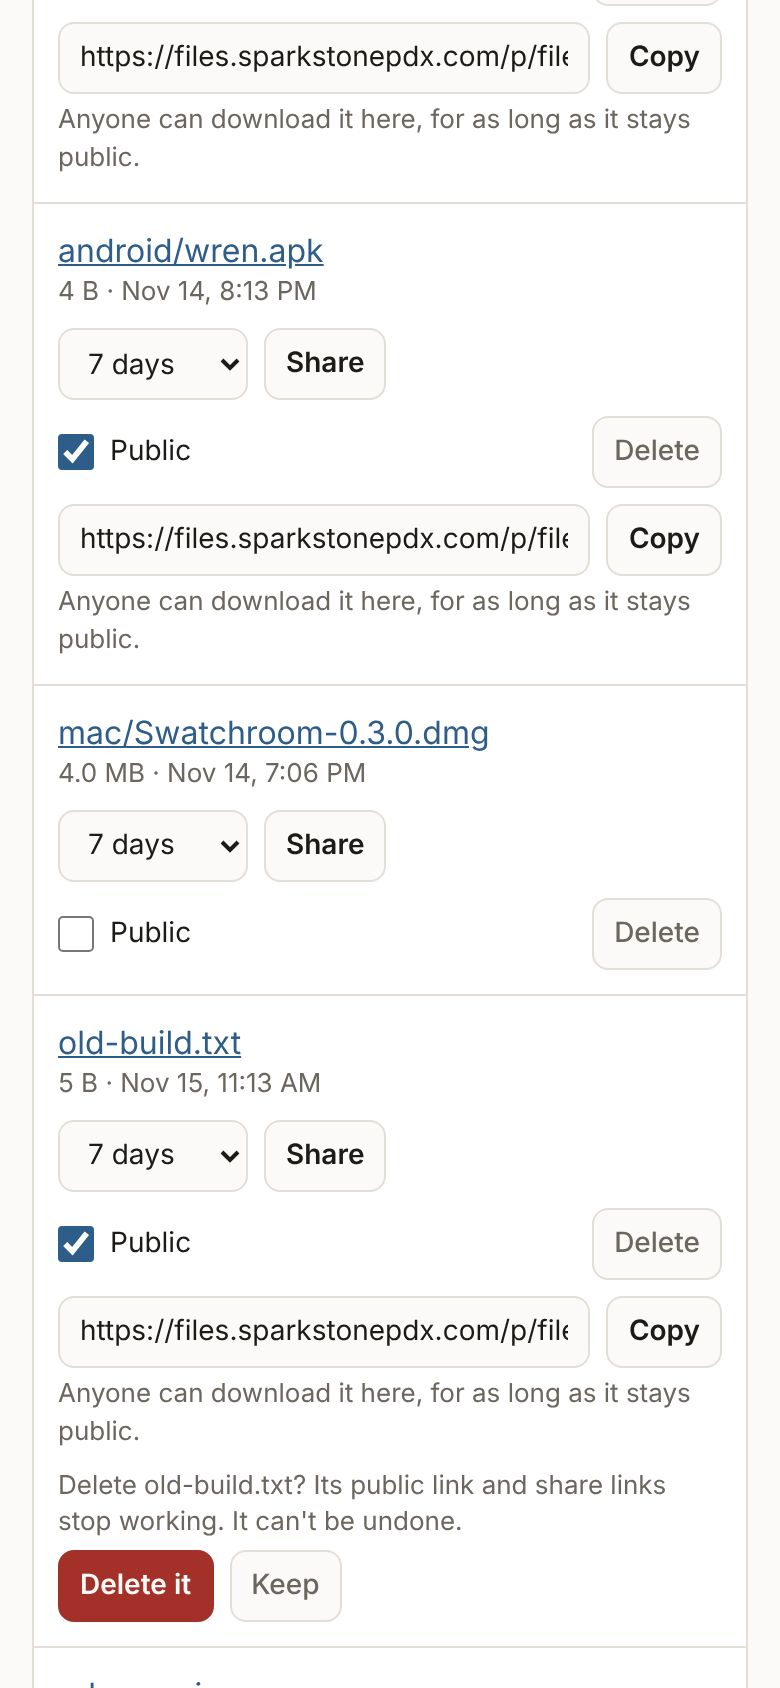 https://files.sparkstonepdx.com/p/file
Copy
Anyone can download it here, for as long as it stays
public.
android/wren.apk
4 B · Nov 14, 8:13 PM
7 days
Share
Public
Delete
https://files.sparkstonepdx.com/p/file
Copy
Anyone can download it here, for as long as it stays
public.
mac/Swatchroom-0.3.0.dmg
4.0 MB · Nov 14, 7:06 PM
7 days
Share
Public
Delete
old-build.txt
5 B · Nov 15, 11:13 AM
7 days
Share
Public
Delete
https://files.sparkstonepdx.com/p/file
Copy
Anyone can download it here, for as long as it stays
public.
Delete old-build.txt? Its public link and share links
stop working. It can't be undone.
Delete it
Keep